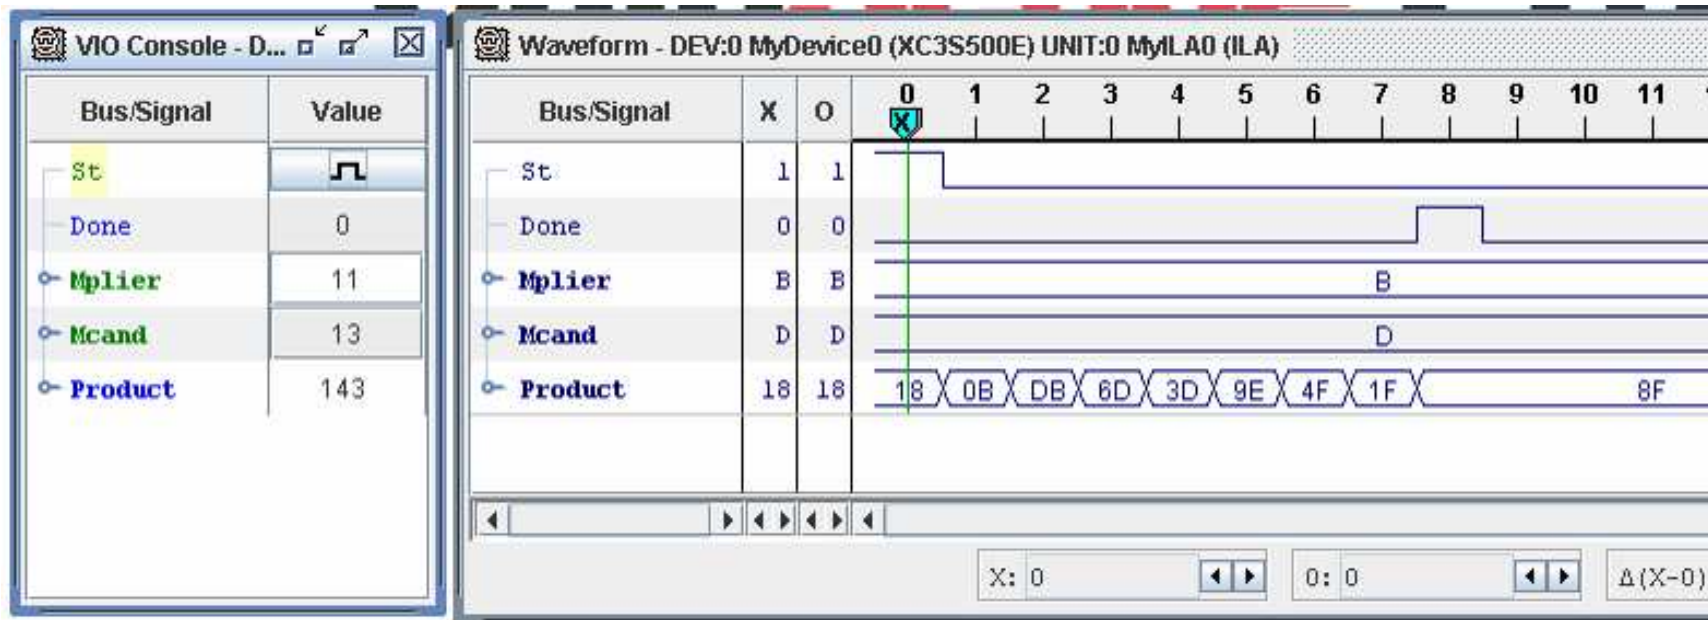 VIO Console - D...
Bus/Signal Value
St
Done 0
Mplier 11
Mcand 13
Product 143
Waveform - DEV:0 MyDevice0 (XC3S500E) UNIT:0 MyILA0 (ILA)
Bus/Signal X O 0 1 2 3 4 5 6 7 8 9 10 11
X
St 1 1
Done 0 0
Mplier B B B
Mcand D D D
Product 18 18 18 0B DB 6D 3D 9E 4F 1F 8F
X: 0 O: 0 Δ(X-O)